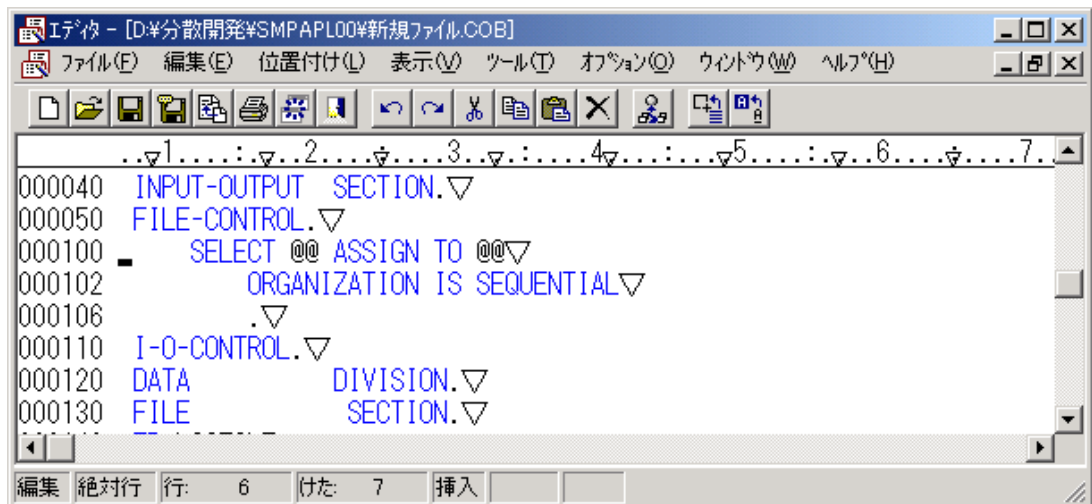 エディタ - [D:¥分散開発¥SMPAPL00¥新規ファイル.COB]
ファイル(F) 編集(E) 位置付け(L) 表示(V) ツール(T) オプション(O) ウィンドウ(W) ヘルプ(H)
..▽1....:.▽..2....▽....3..▽.:....4▽...:...▽5....:.▽..6....▽....7.
000040 INPUT-OUTPUT SECTION.▽
000050 FILE-CONTROL.▽
000100 SELECT @@ ASSIGN TO @@▽
000102 ORGANIZATION IS SEQUENTIAL▽
000106 .▽
000110 I-O-CONTROL.▽
000120 DATA DIVISION.▽
000130 FILE SECTION.▽
編集 絶対行 行: 6 けた: 7 挿入